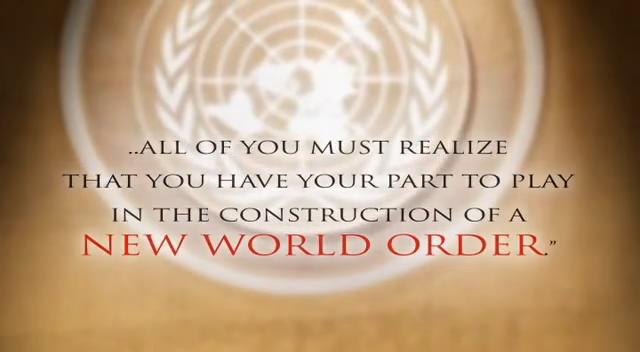 ..ALL OF YOU MUST REALIZE
THAT YOU HAVE YOUR PART TO PLAY
IN THE CONSTRUCTION OF A
NEW WORLD ORDER.”